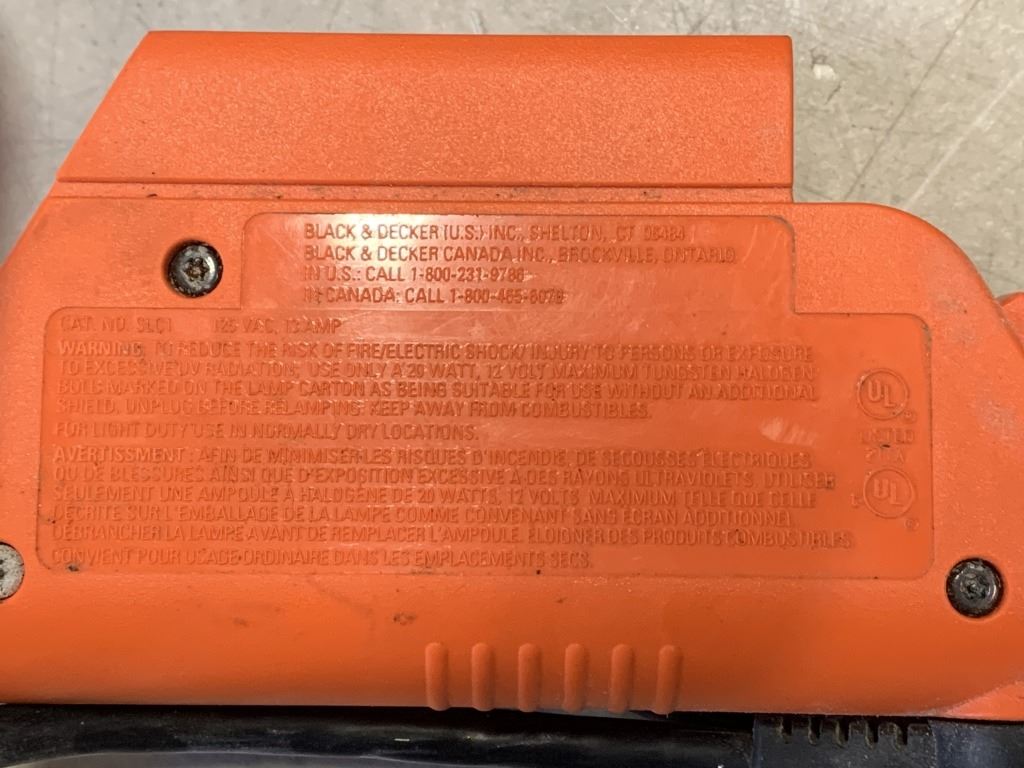 BLACK & DECKER (U.S.) INC., SHELTON, CT 06484
BLACK & DECKER CANADA INC., BROCKVILLE, ONTARIO
IN U.S.: CALL 1-800-231-9786
IN CANADA: CALL 1-800-465-6070
CAT. NO. SLC1 125 VAC, 13 AMP
WARNING: TO REDUCE THE RISK OF FIRE/ELECTRIC SHOCK/ INJURY TO PERSONS OR EXPOSURE
TO EXCESSIVE UV RADIATION, USE ONLY A 20 WATT, 12 VOLT MAXIMUM TUNGSTEN HALOGEN
BULB MARKED ON THE LAMP CARTON AS BEING SUITABLE FOR USE WITHOUT AN ADDITIONAL
SHIELD. UNPLUG BEFORE RELAMPING. KEEP AWAY FROM COMBUSTIBLES.
FOR LIGHT DUTY USE IN NORMALLY DRY LOCATIONS.
AVERTISSEMENT : AFIN DE MINIMISER LES RISQUES D'INCENDIE, DE SECOUSSES ÉLECTRIQUES
OU DE BLESSURES AINSI QUE D'EXPOSITION EXCESSIVE À DES RAYONS ULTRAVIOLETS, UTILISER
SEULEMENT UNE AMPOULE À HALOGÈNE DE 20 WATTS, 12 VOLTS MAXIMUM TELLE QUE CELLE
DÉCRITE SUR L'EMBALLAGE DE LA LAMPE COMME CONVENANT SANS ÉCRAN ADDITIONNEL.
DÉBRANCHER LA LAMPE AVANT DE REMPLACER L'AMPOULE. ÉLOIGNER DES PRODUITS COMBUSTIBLES.
CONVIENT POUR USAGE ORDINAIRE DANS LES EMPLACEMENTS SECS.
UL
LISTED
UL